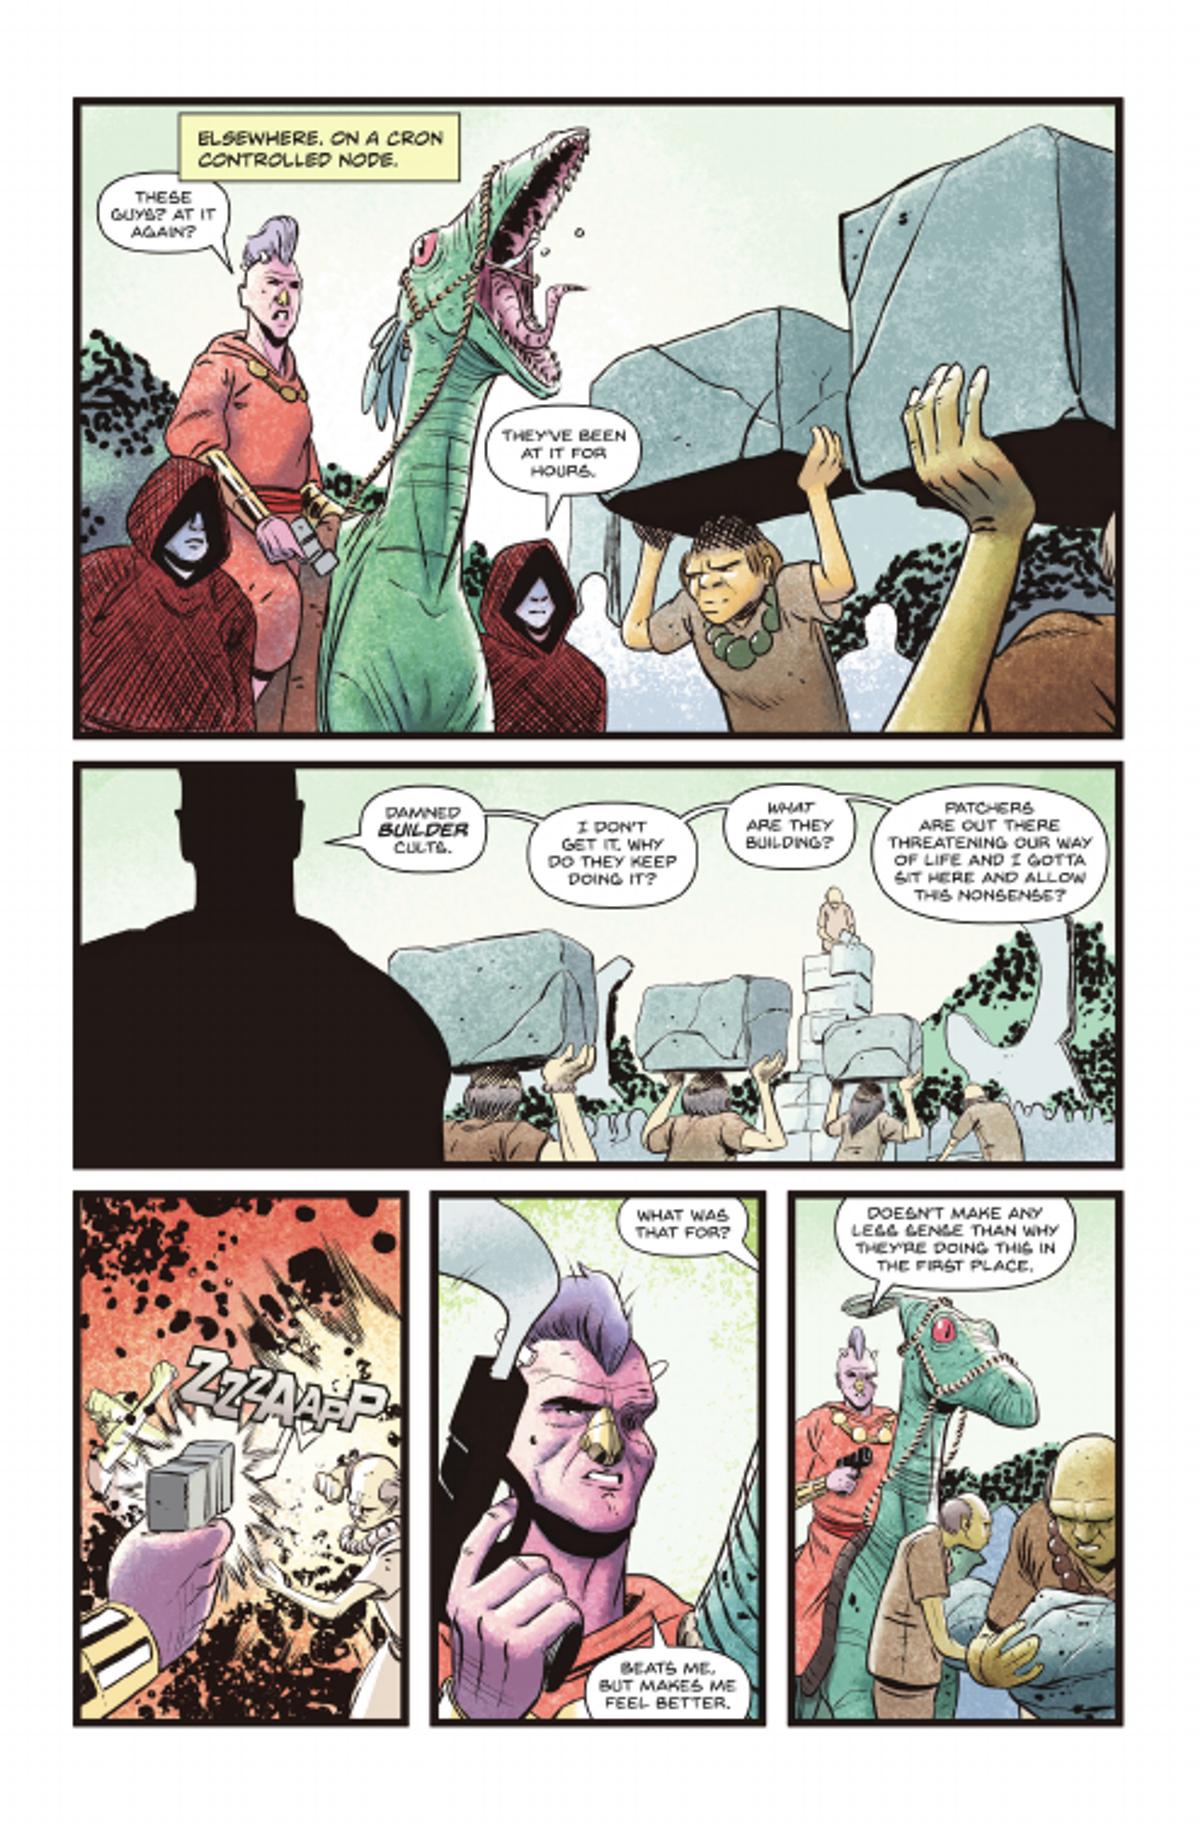 ELSEWHERE. ON A CRON
CONTROLLED NODE.
THESE
GUYS? AT IT
AGAIN?
THEY'VE BEEN
AT IT FOR
HOURS.
DAMNED
BUILDER
CULTS.
I DON'T
GET IT. WHY
DO THEY KEEP
DOING IT?
WHAT
ARE THEY
BUILDING?
PATCHERS
ARE OUT THERE
THREATENING OUR WAY
OF LIFE AND I GOTTA
SIT HERE AND ALLOW
THIS NONSENSE?
ZZZZAAAPP
WHAT WAS
THAT FOR?
BEATS ME,
BUT MAKES ME
FEEL BETTER.
DOESN'T MAKE ANY
LESS SENSE THAN WHY
THEY'RE DOING THIS IN
THE FIRST PLACE.